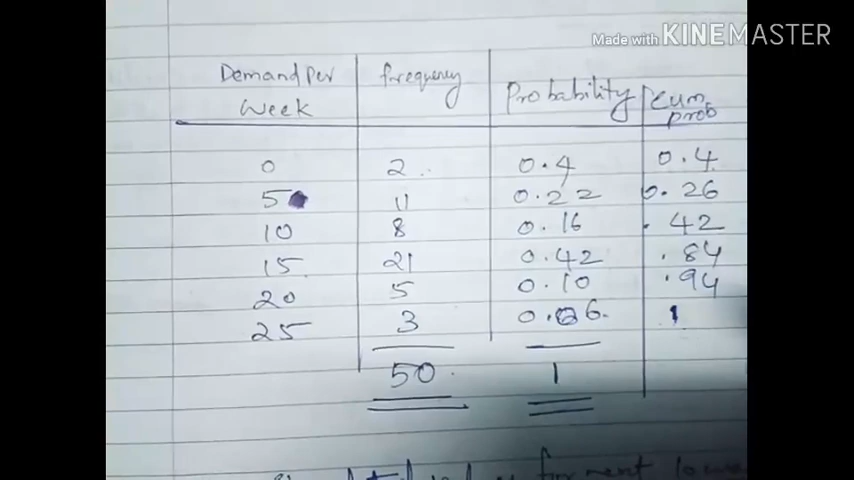 Made with KINEMASTER
Demand Per Week | frequency | Probability | Cum prob
0 | 2 | 0.4 | 0.4
5 | 11 | 0.22 | 0.26
10 | 8 | 0.16 | .42
15 | 21 | 0.42 | .84
20 | 5 | 0.10 | .94
25 | 3 | 0.06 | 1
50 | 1